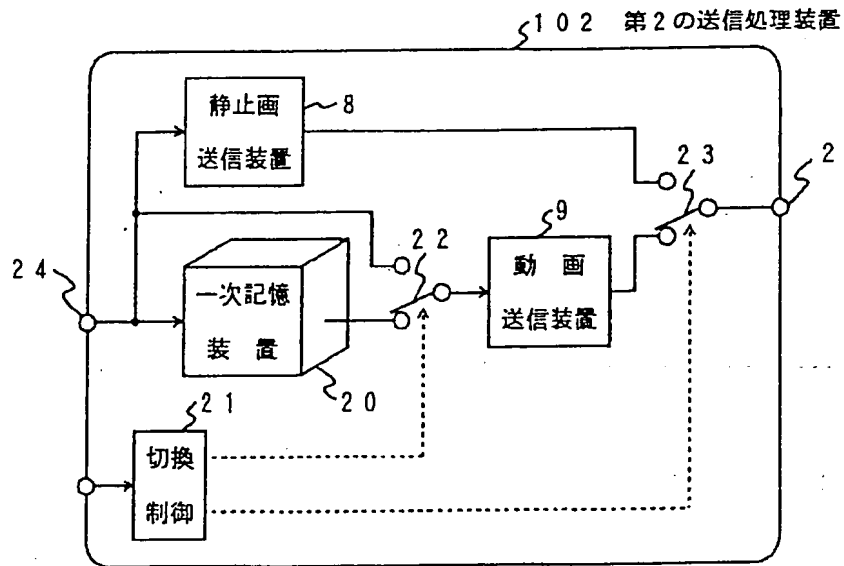 102 第2の送信処理装置
静止画
送信装置
8
23
2
22
9
24
一次記憶
装置
動画
送信装置
20
21
切換
制御